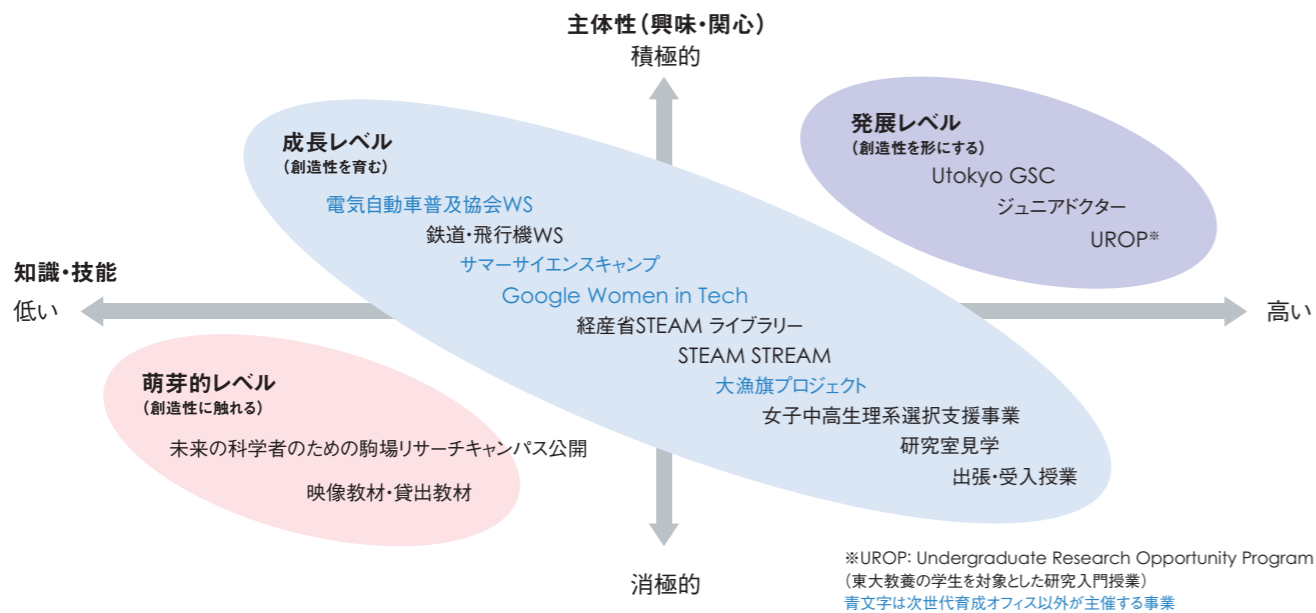 主体性(興味・関心)
積極的
発展レベル
(創造性を形にする)
Utokyo GSC
ジュニアドクター
UROP※
成長レベル
(創造性を育む)
電気自動車普及協会WS
鉄道・飛行機WS
サマーサイエンスキャンプ
Google Women in Tech
経産省STEAM ライブラリー
STEAM STREAM
大漁旗プロジェクト
女子中高生理系選択支援事業
研究室見学
出張・受入授業
知識・技能
低い
高い
萌芽的レベル
(創造性に触れる)
未来の科学者のための駒場リサーチキャンパス公開
映像教材・貸出教材
消極的
※UROP: Undergraduate Research Opportunity Program
(東大教養の学生を対象とした研究入門授業)
青文字は次世代育成オフィス以外が主催する事業